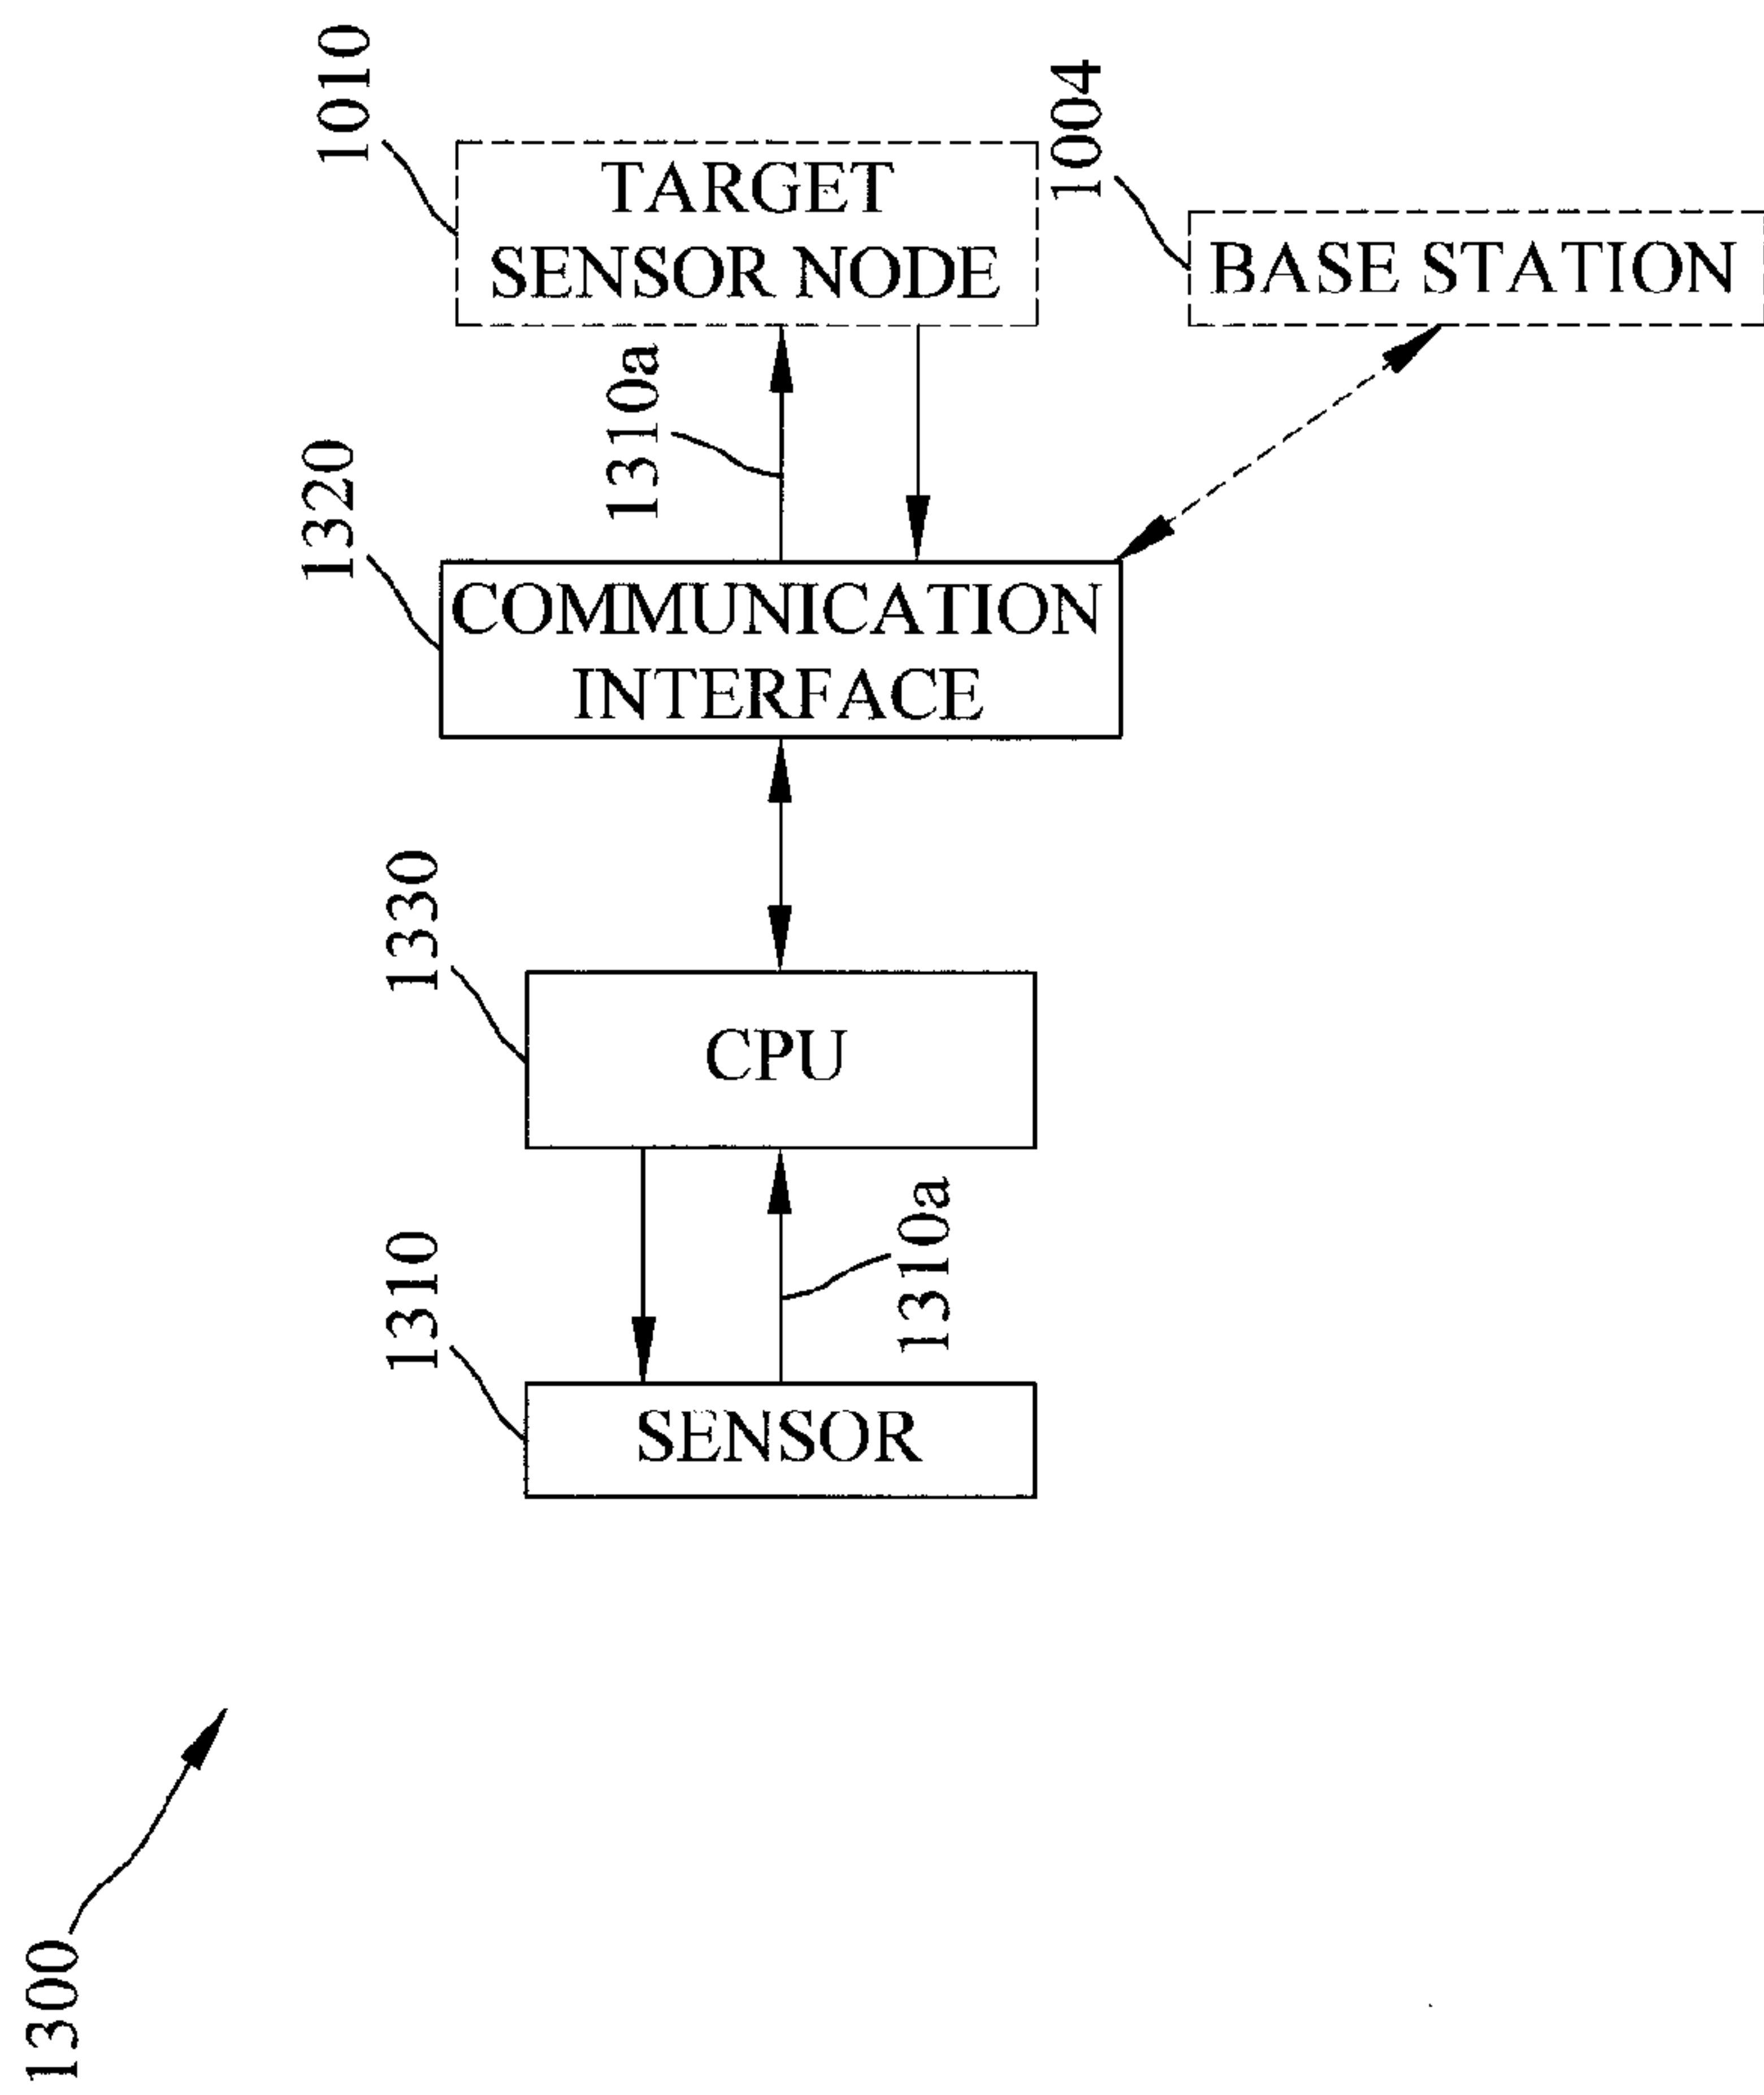 1010
TARGET
SENSOR NODE
1004
BASE STATION
1310a
1320
COMMUNICATION
INTERFACE
1330
CPU
1310a
1310
SENSOR
1300